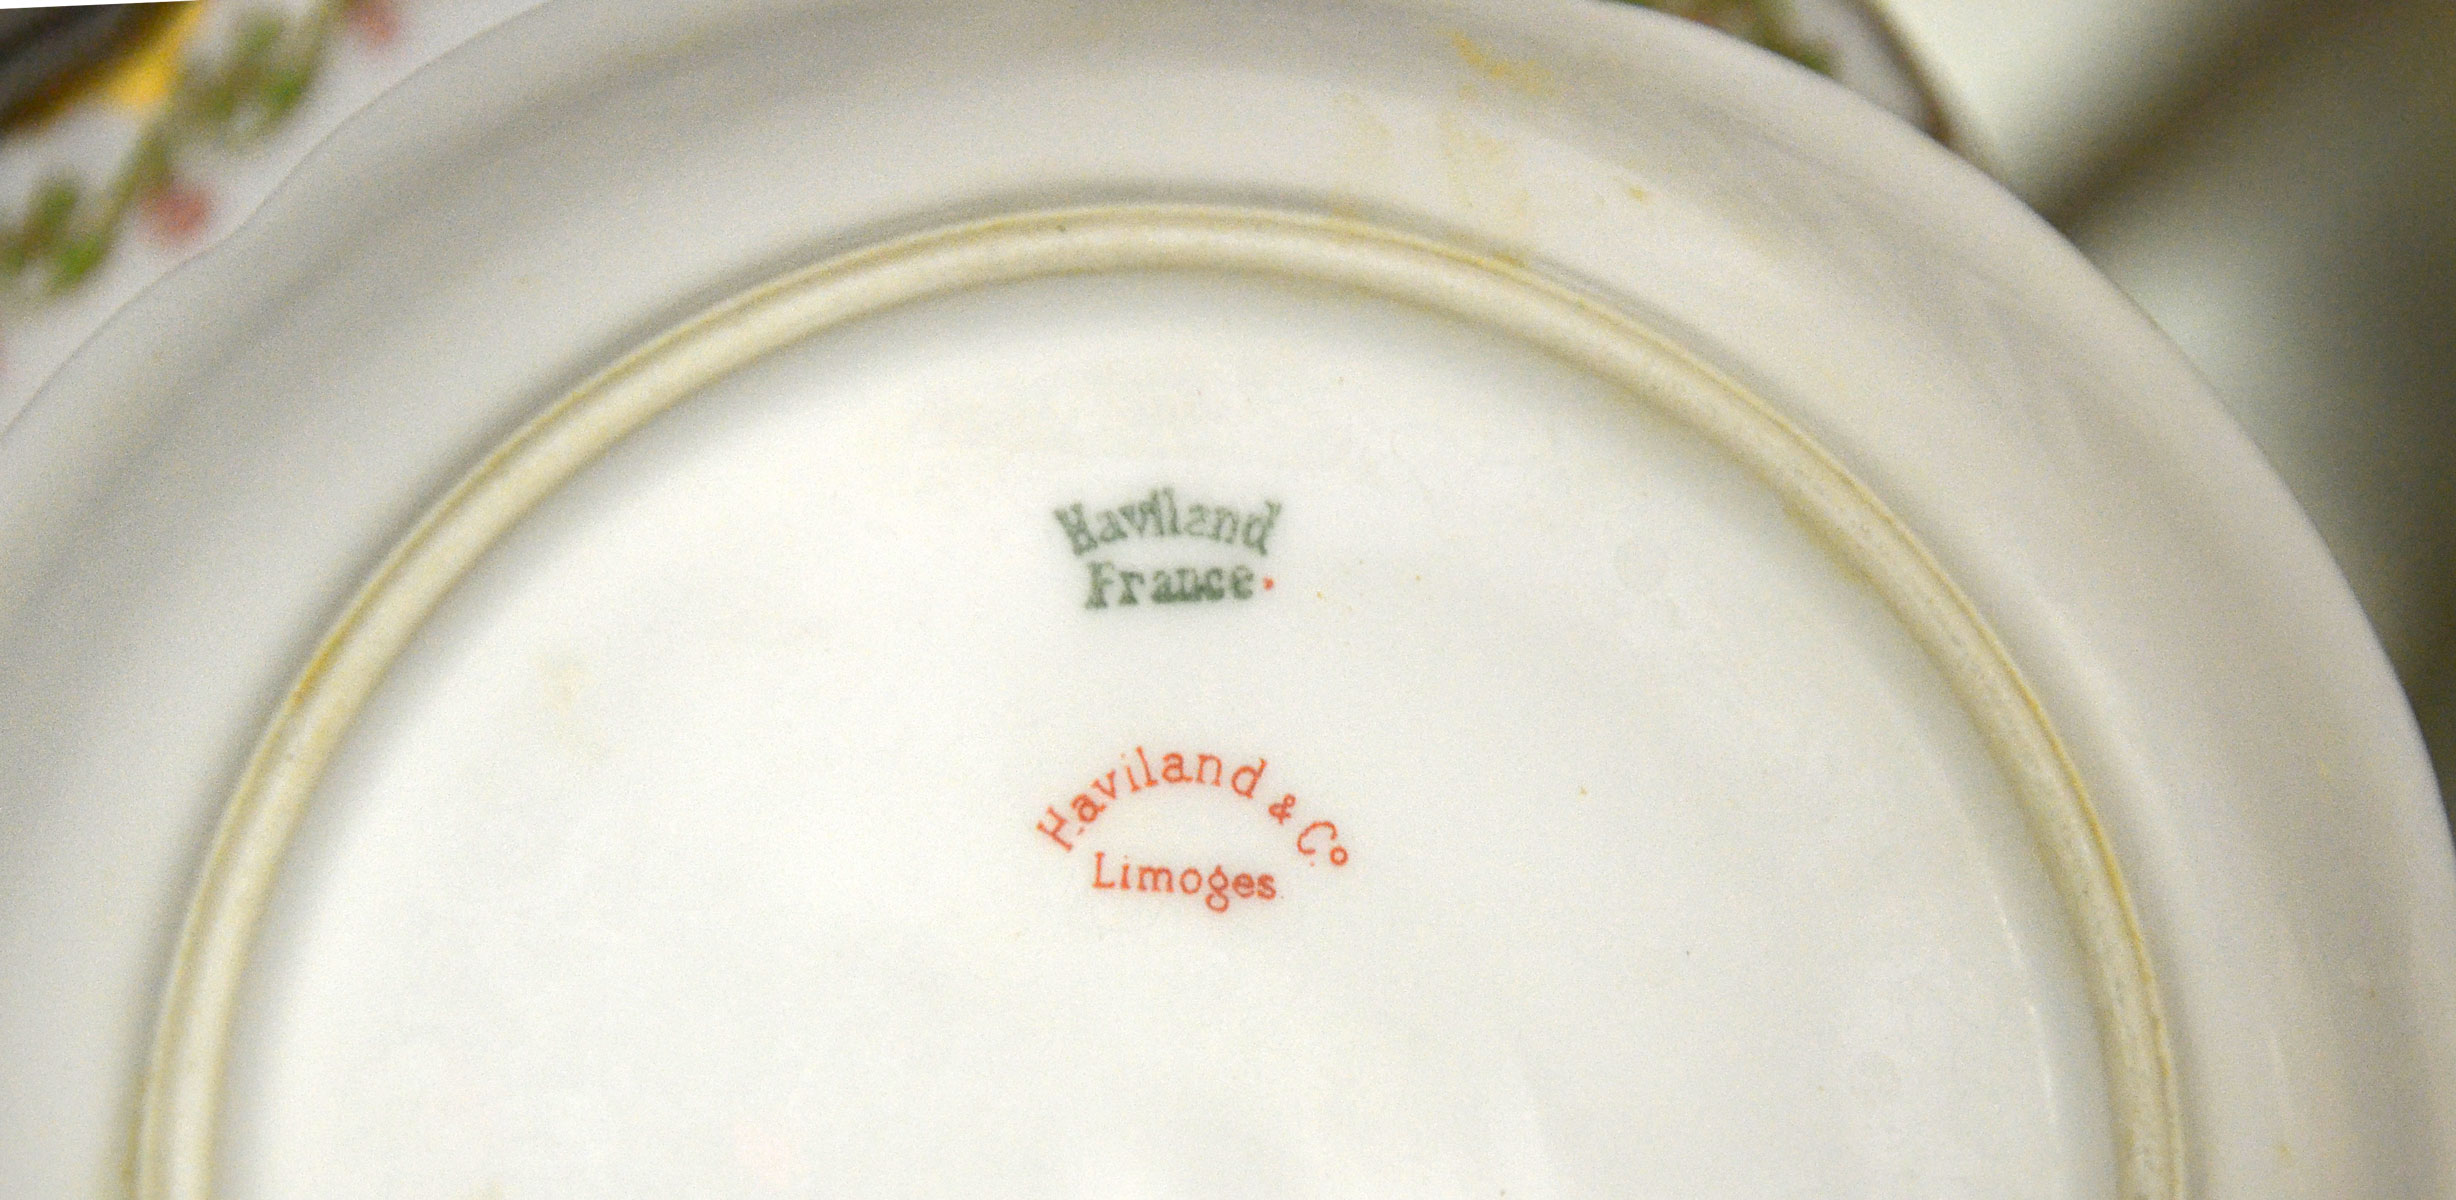 Haviland
France
Haviland & Co
Limoges